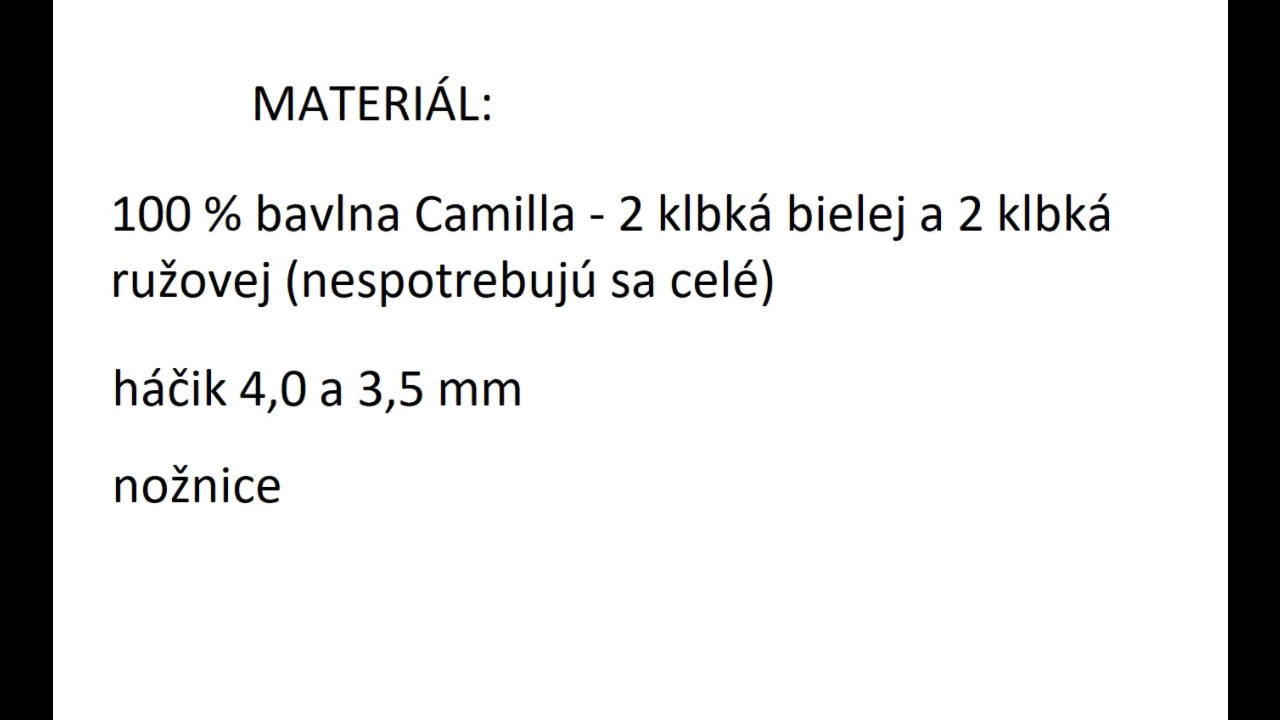 MATERIÁL:
100 % bavlna Camilla - 2 klbká bielej a 2 klbká
ružovej (nespotrebujú sa celé)
háčik 4,0 a 3,5 mm
nožnice